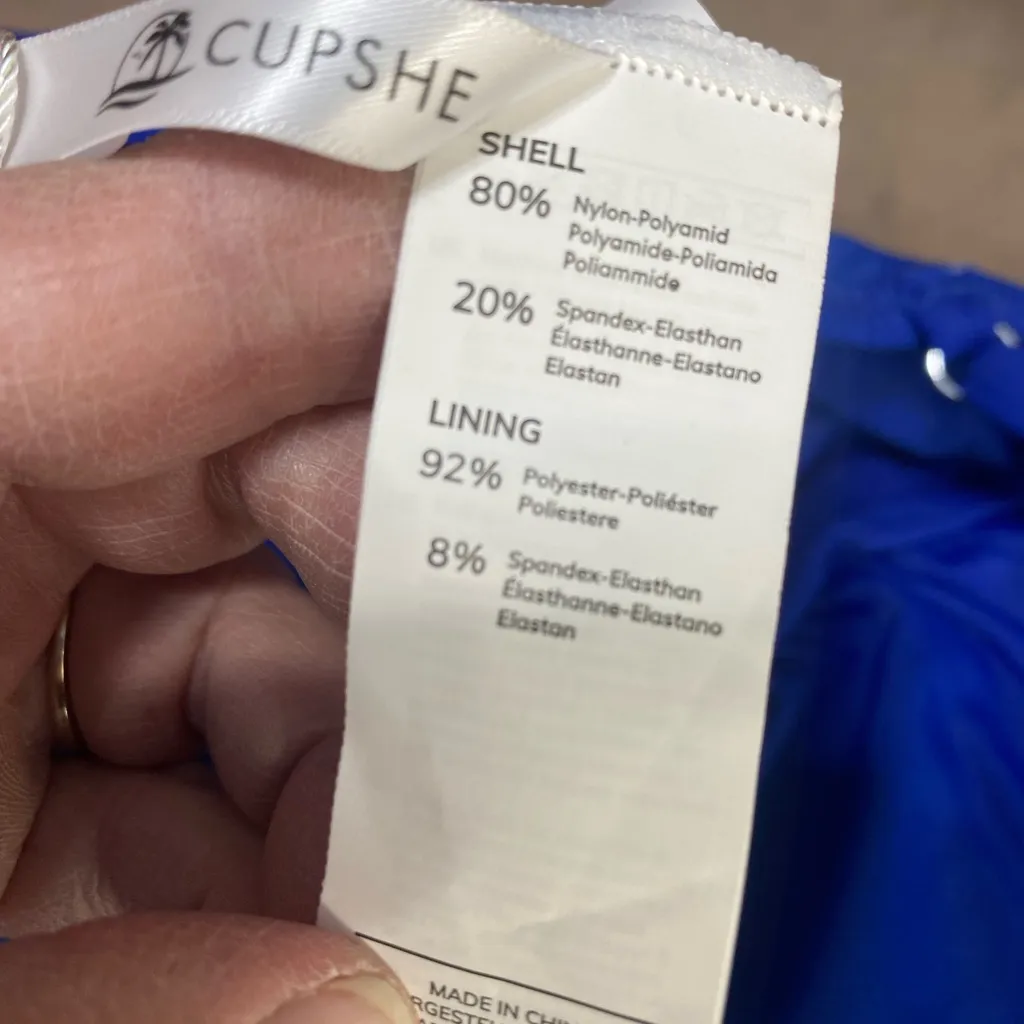 CUPSHE
SHELL
80% Nylon-Polyamid
Polyamide-Poliamida
Poliammide
20% Spandex-Elasthan
Élasthanne-Elastano
Elastan
LINING
92% Polyester-Poliéster
Poliestere
8% Spandex-Elasthan
Élasthanne-Elastano
Elastan
MADE IN